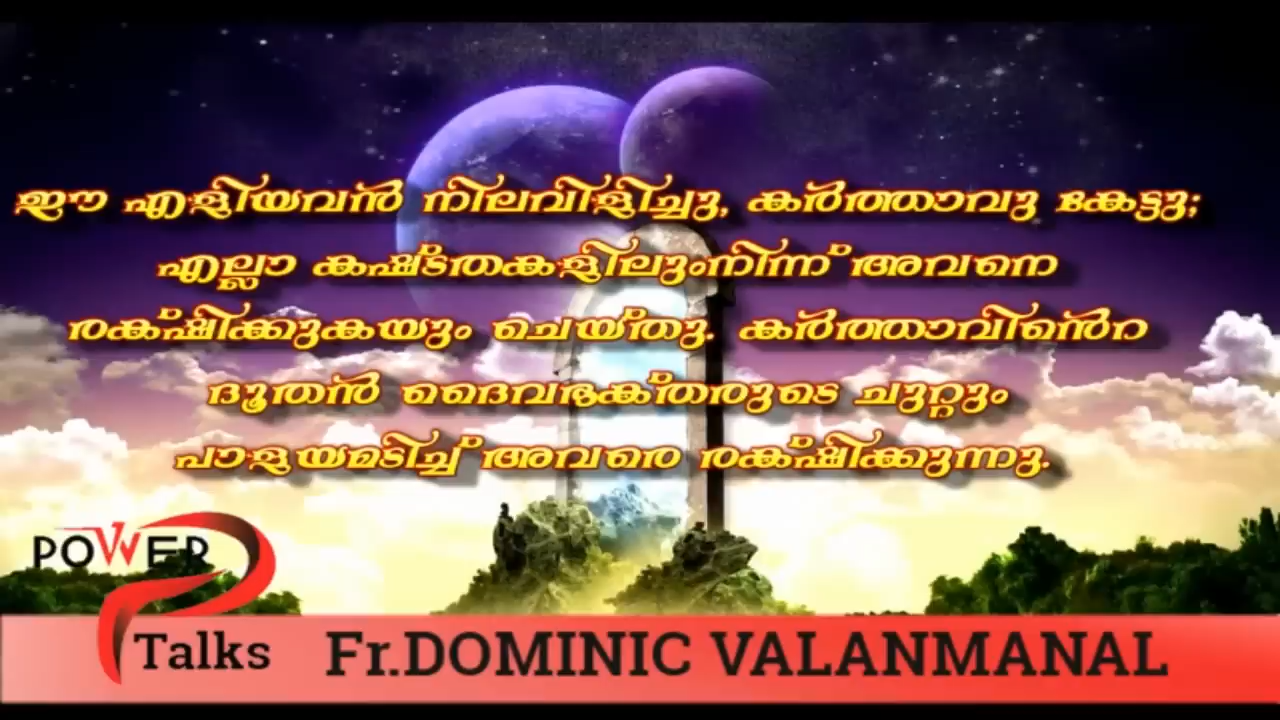 ഈ എളിയവൻ നിലവിളിച്ചു, കർത്താവു കേട്ടു;
എല്ലാ കഷ്ടതകളിലുംനിന്ന് അവനെ
രക്ഷിക്കുകയും ചെയ്തു. കർത്താവിൻെറ
ദൂതൻ ദൈവഭക്തരുടെ ചുറ്റും
പാളയമടിച്ച് അവരെ രക്ഷിക്കുന്നു.
POWER
Talks
Fr.DOMINIC VALANMANAL